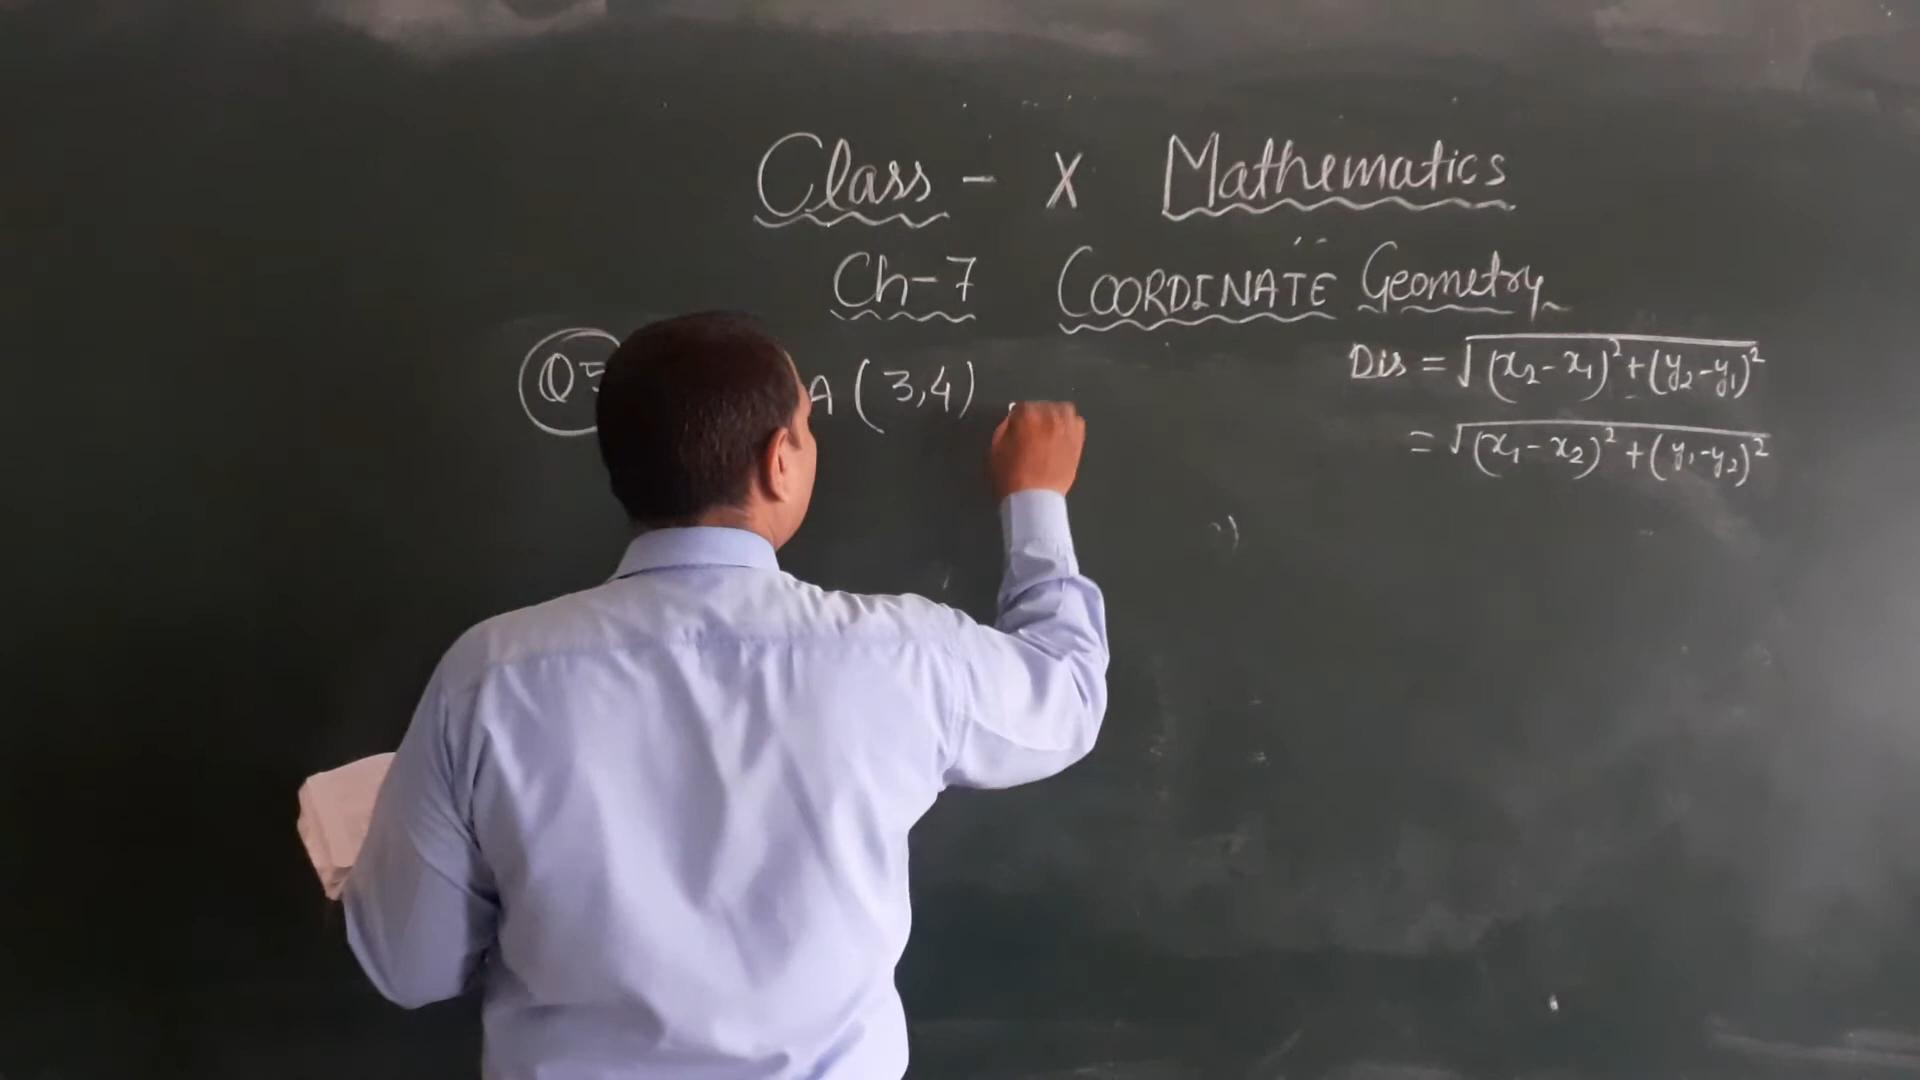 Class - X Mathematics
Ch-7 COORDINATE Geometry
Q5 A (3,4)
Dis = √(x₂-x₁)²+(y₂-y₁)²
= √(x₁-x₂)²+(y₁-y₂)²